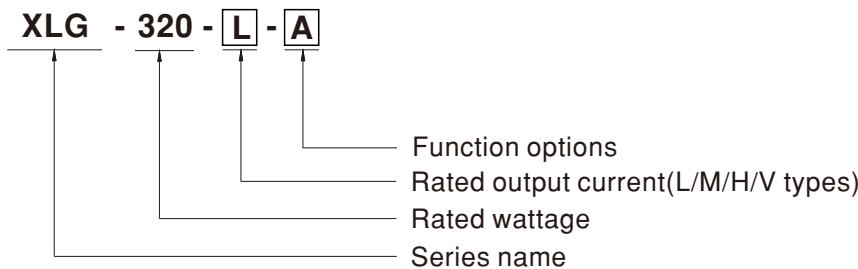 XLG - 320 - L - A
Function options
Rated output current(L/M/H/V types)
Rated wattage
Series name